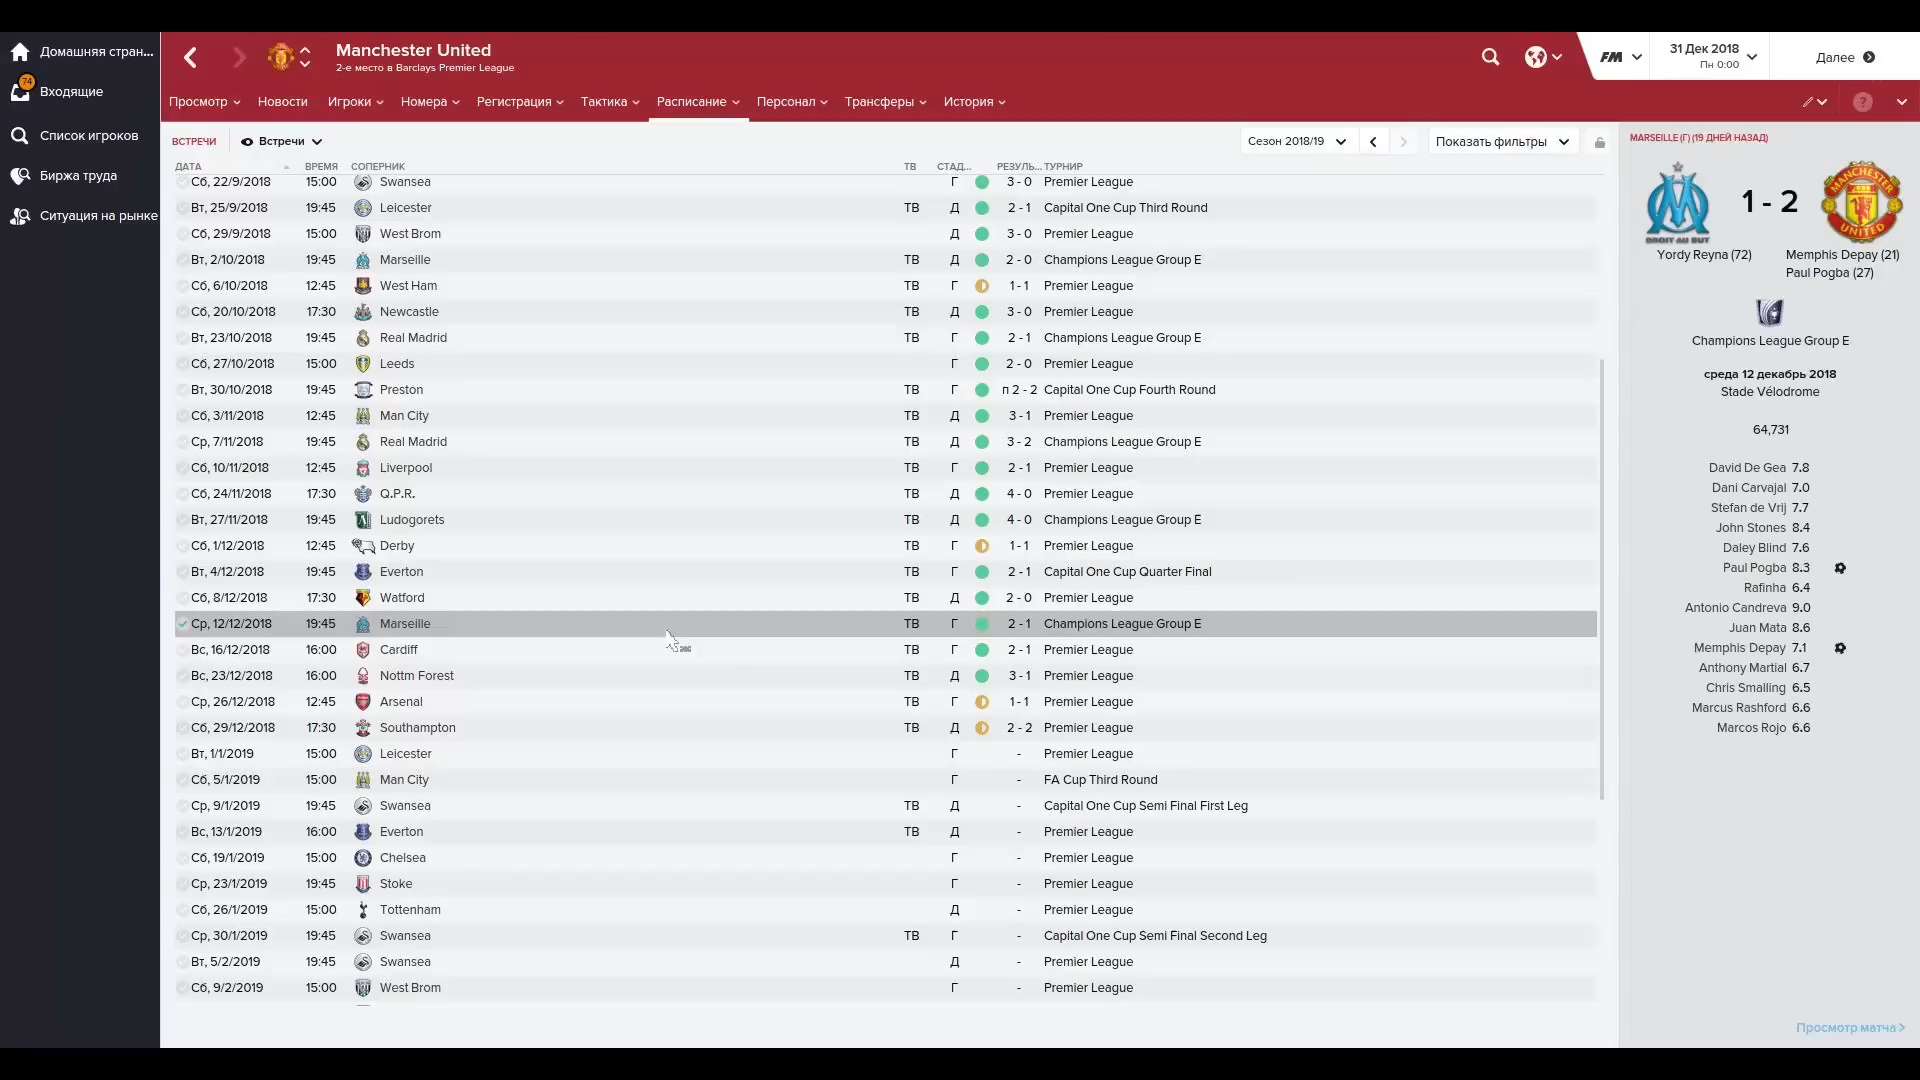 Домашняя стран...
74
Входящие
Список игроков
Биржа труда
Ситуация на рынке
Manchester United
2-е место в Barclays Premier League
FM
31 Дек 2018
Пн 0:00
Далее
Просмотр
Новости
Игроки
Номера
Регистрация
Тактика
Расписание
Персонал
Трансферы
История
?
ВСТРЕЧИ
Встречи
Сезон 2018/19
Показать фильтры
ДАТА ВРЕМЯ СОПЕРНИК ТВ СТАД... РЕЗУЛЬ... ТУРНИР
Сб, 22/9/2018 15:00 Swansea Г 3 - 0 Premier League
Вт, 25/9/2018 19:45 Leicester ТВ Д 2 - 1 Capital One Cup Third Round
Сб, 29/9/2018 15:00 West Brom Д 3 - 0 Premier League
Вт, 2/10/2018 19:45 Marseille ТВ Д 2 - 0 Champions League Group E
Сб, 6/10/2018 12:45 West Ham ТВ Г 1 - 1 Premier League
Сб, 20/10/2018 17:30 Newcastle ТВ Д 3 - 0 Premier League
Вт, 23/10/2018 19:45 Real Madrid ТВ Г 2 - 1 Champions League Group E
Сб, 27/10/2018 15:00 Leeds Г 2 - 0 Premier League
Вт, 30/10/2018 19:45 Preston ТВ Г п 2 - 2 Capital One Cup Fourth Round
Сб, 3/11/2018 12:45 Man City ТВ Д 3 - 1 Premier League
Ср, 7/11/2018 19:45 Real Madrid ТВ Д 3 - 2 Champions League Group E
Сб, 10/11/2018 12:45 Liverpool ТВ Г 2 - 1 Premier League
Сб, 24/11/2018 17:30 Q.P.R. ТВ Д 4 - 0 Premier League
Вт, 27/11/2018 19:45 Ludogorets ТВ Д 4 - 0 Champions League Group E
Сб, 1/12/2018 12:45 Derby ТВ Г 1 - 1 Premier League
Вт, 4/12/2018 19:45 Everton ТВ Г 2 - 1 Capital One Cup Quarter Final
Сб, 8/12/2018 17:30 Watford ТВ Д 2 - 0 Premier League
Ср, 12/12/2018 19:45 Marseille ТВ Г 2 - 1 Champions League Group E
Вс, 16/12/2018 16:00 Cardiff ТВ Г 2 - 1 Premier League
Вс, 23/12/2018 16:00 Nottm Forest ТВ Д 3 - 1 Premier League
Ср, 26/12/2018 12:45 Arsenal ТВ Г 1 - 1 Premier League
Сб, 29/12/2018 17:30 Southampton ТВ Д 2 - 2 Premier League
Вт, 1/1/2019 15:00 Leicester Г - Premier League
Сб, 5/1/2019 15:00 Man City Г - FA Cup Third Round
Ср, 9/1/2019 19:45 Swansea ТВ Д - Capital One Cup Semi Final First Leg
Вс, 13/1/2019 16:00 Everton ТВ Д - Premier League
Сб, 19/1/2019 15:00 Chelsea Г - Premier League
Ср, 23/1/2019 19:45 Stoke Г - Premier League
Сб, 26/1/2019 15:00 Tottenham Д - Premier League
Ср, 30/1/2019 19:45 Swansea ТВ Г - Capital One Cup Semi Final Second Leg
Вт, 5/2/2019 19:45 Swansea Д - Premier League
Сб, 9/2/2019 15:00 West Brom Г - Premier League
MARSEILLE (Г) (19 ДНЕЙ НАЗАД)
DROIT AU BUT
1 - 2
MANCHESTER UNITED
Yordy Reyna (72)
Memphis Depay (21)
Paul Pogba (27)
Champions League Group E
среда 12 декабрь 2018
Stade Vélodrome
64,731
David De Gea 7.8
Dani Carvajal 7.0
Stefan de Vrij 7.7
John Stones 8.4
Daley Blind 7.6
Paul Pogba 8.3
Rafinha 6.4
Antonio Candreva 9.0
Juan Mata 8.6
Memphis Depay 7.1
Anthony Martial 6.7
Chris Smalling 6.5
Marcus Rashford 6.6
Marcos Rojo 6.6
Просмотр матча >